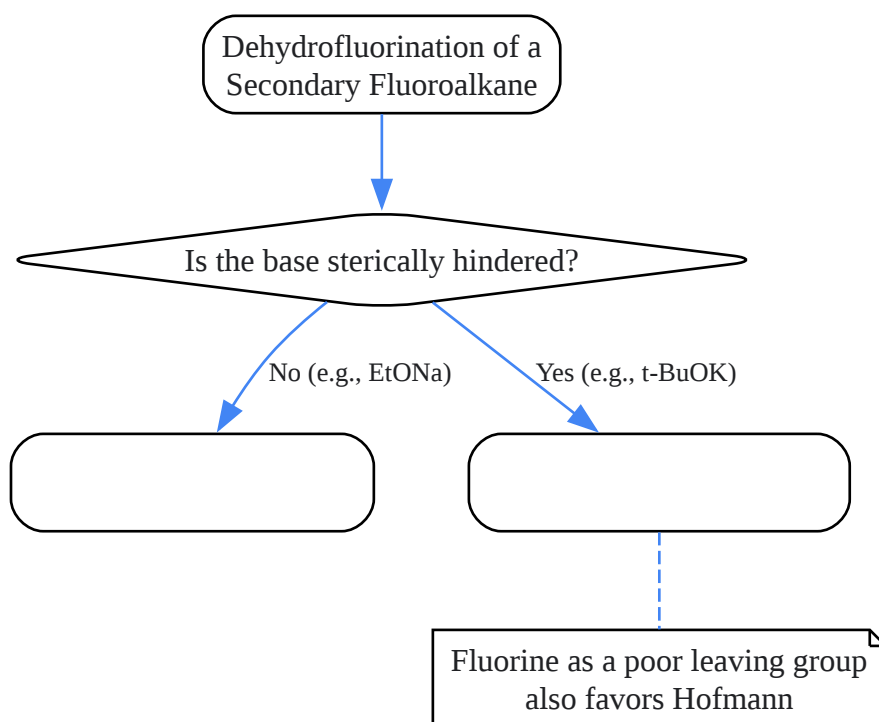 Dehydrofluorination of a
Secondary Fluoroalkane
Is the base sterically hindered?
No (e.g., EtONa)
Yes (e.g., t-BuOK)
Fluorine as a poor leaving group
also favors Hofmann